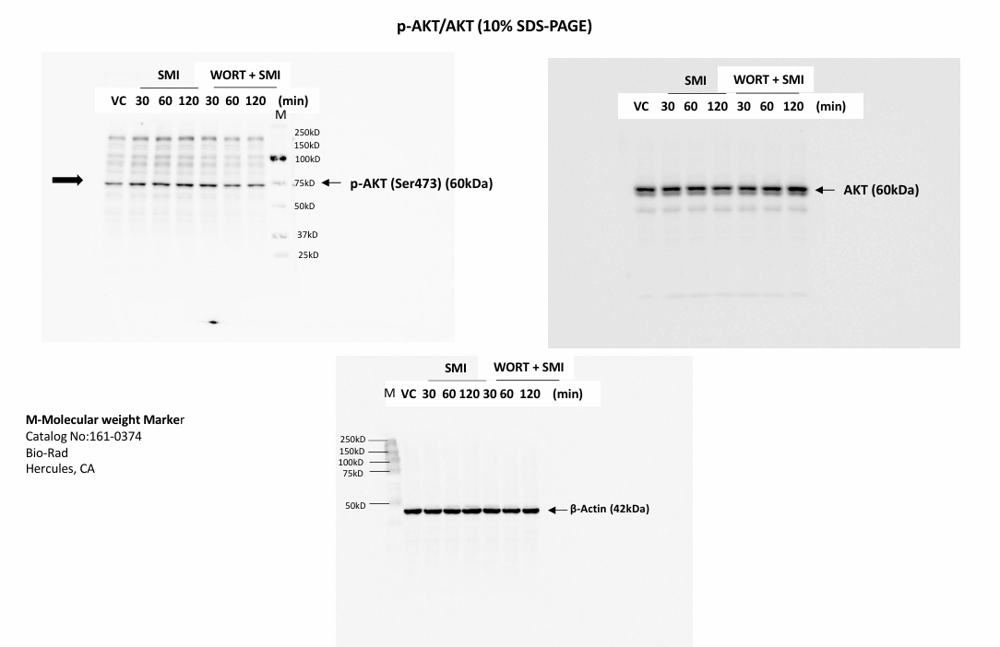 p-AKT/AKT (10% SDS-PAGE)
SMI WORT + SMI
VC 30 60 120 30 60 120 (min)
M
250kD
150kD
100kD
75kD
p-AKT (Ser473) (60kDa)
50kD
37kD
25kD
SMI WORT + SMI
VC 30 60 120 30 60 120 (min)
AKT (60kDa)
SMI WORT + SMI
M VC 30 60 120 30 60 120 (min)
250kD
150kD
100kD
75kD
50kD
β-Actin (42kDa)
M-Molecular weight Marker
Catalog No:161-0374
Bio-Rad
Hercules, CA